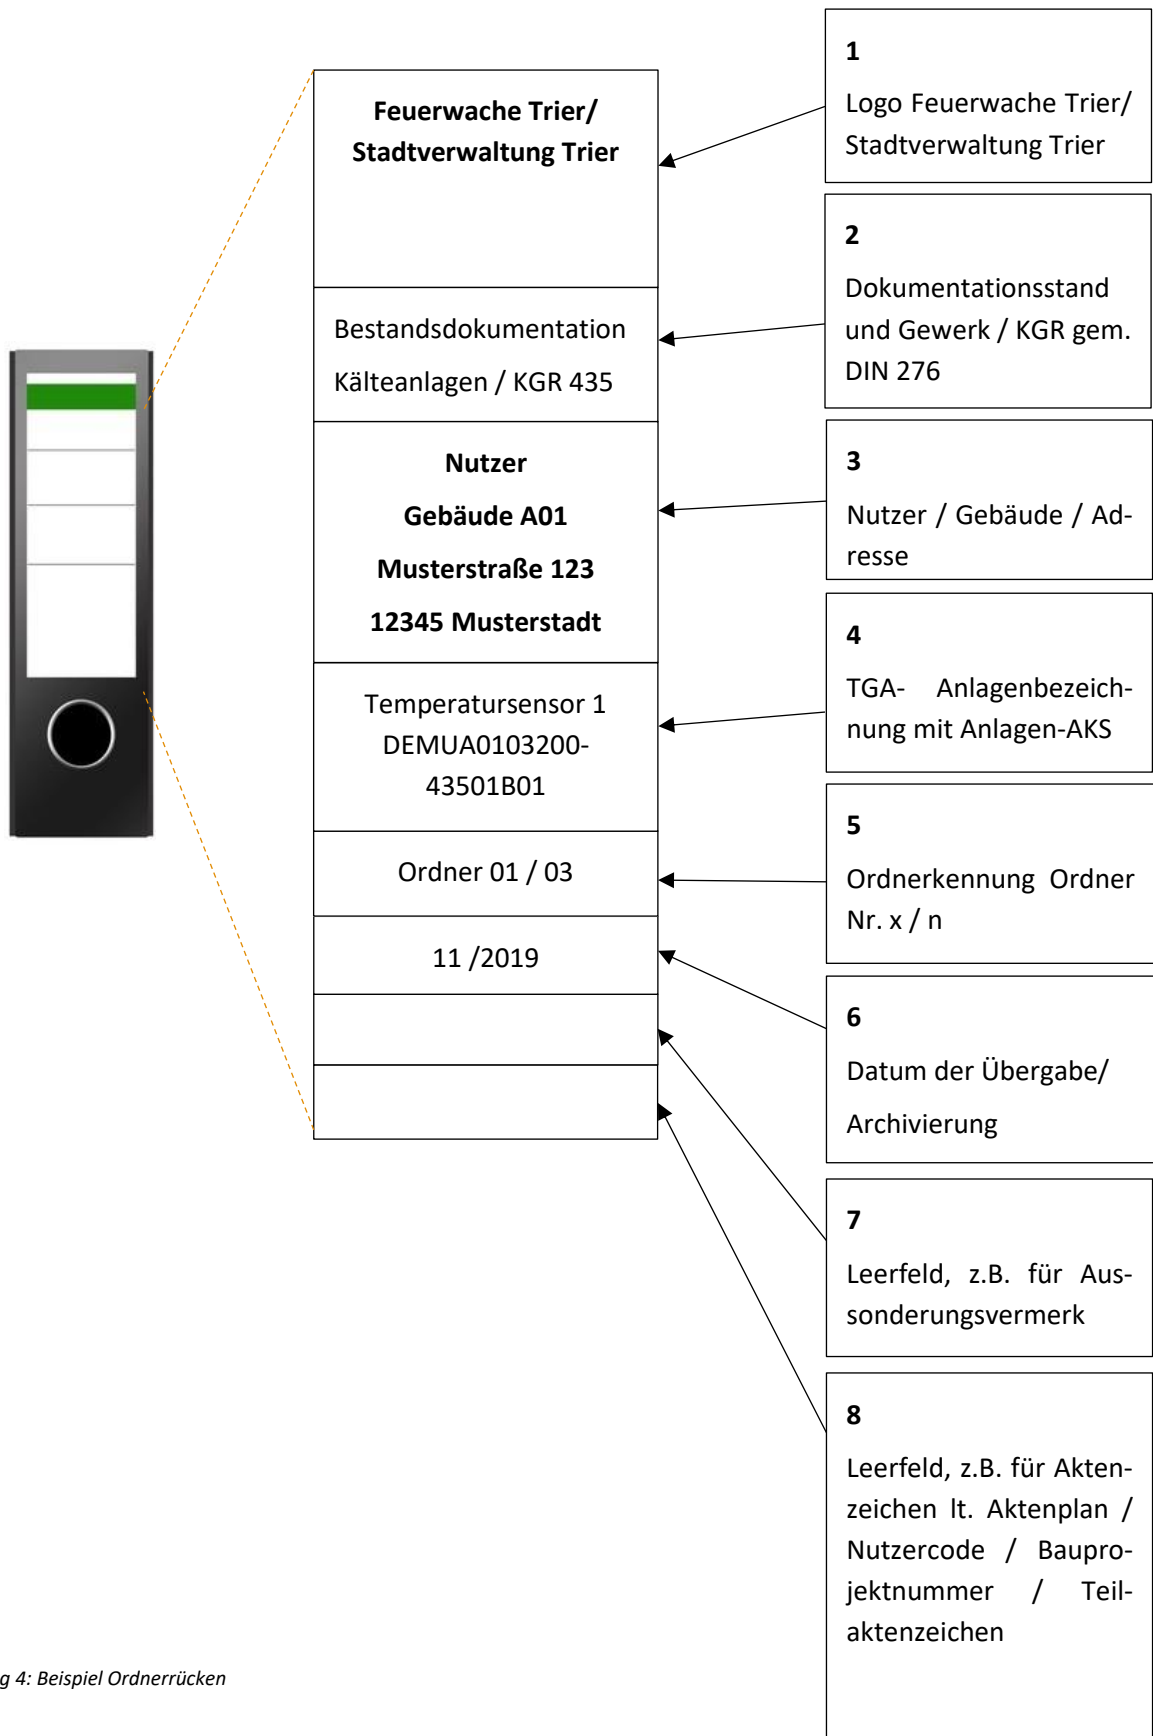 Feuerwache Trier/
Stadtverwaltung Trier
Bestandsdokumentation
Kälteanlagen / KGR 435
Nutzer
Gebäude A01
Musterstraße 123
12345 Musterstadt
Temperatursensor 1
DEMUA0103200-
43501B01
Ordner 01 / 03
11 /2019
1
Logo Feuerwache Trier/
Stadtverwaltung Trier
2
Dokumentationsstand
und Gewerk / KGR gem.
DIN 276
3
Nutzer / Gebäude / Ad-
resse
4
TGA- Anlagenbezeich-
nung mit Anlagen-AKS
5
Ordnerkennung Ordner
Nr. x / n
6
Datum der Übergabe/
Archivierung
7
Leerfeld, z.B. für Aus-
sonderungsvermerk
8
Leerfeld, z.B. für Akten-
zeichen lt. Aktenplan /
Nutzercode / Baupro-
jektnummer / Teil-
aktenzeichen
g 4: Beispiel Ordnerrücken